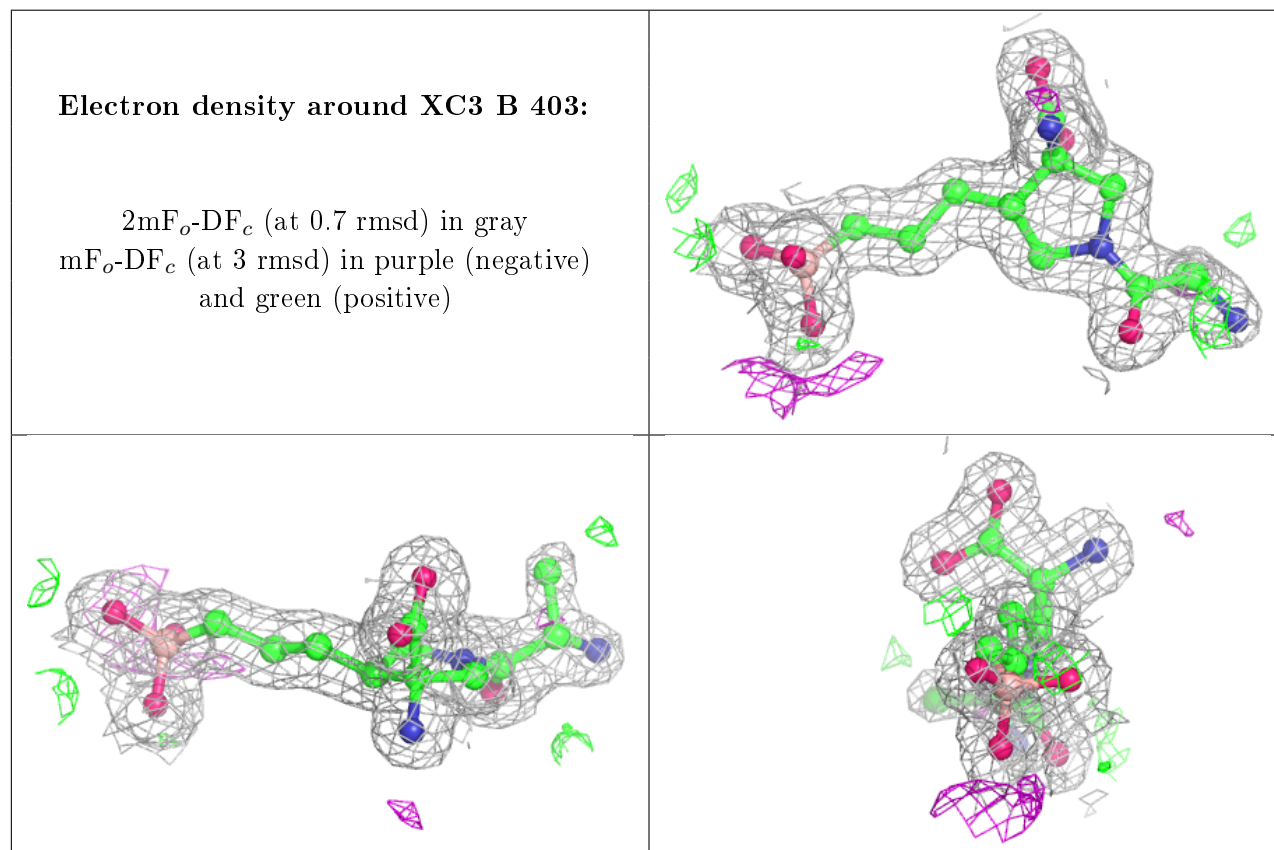 Electron density around XC3 B 403:
2mFo-DFc (at 0.7 rmsd) in gray
mFo-DFc (at 3 rmsd) in purple (negative)
and green (positive)